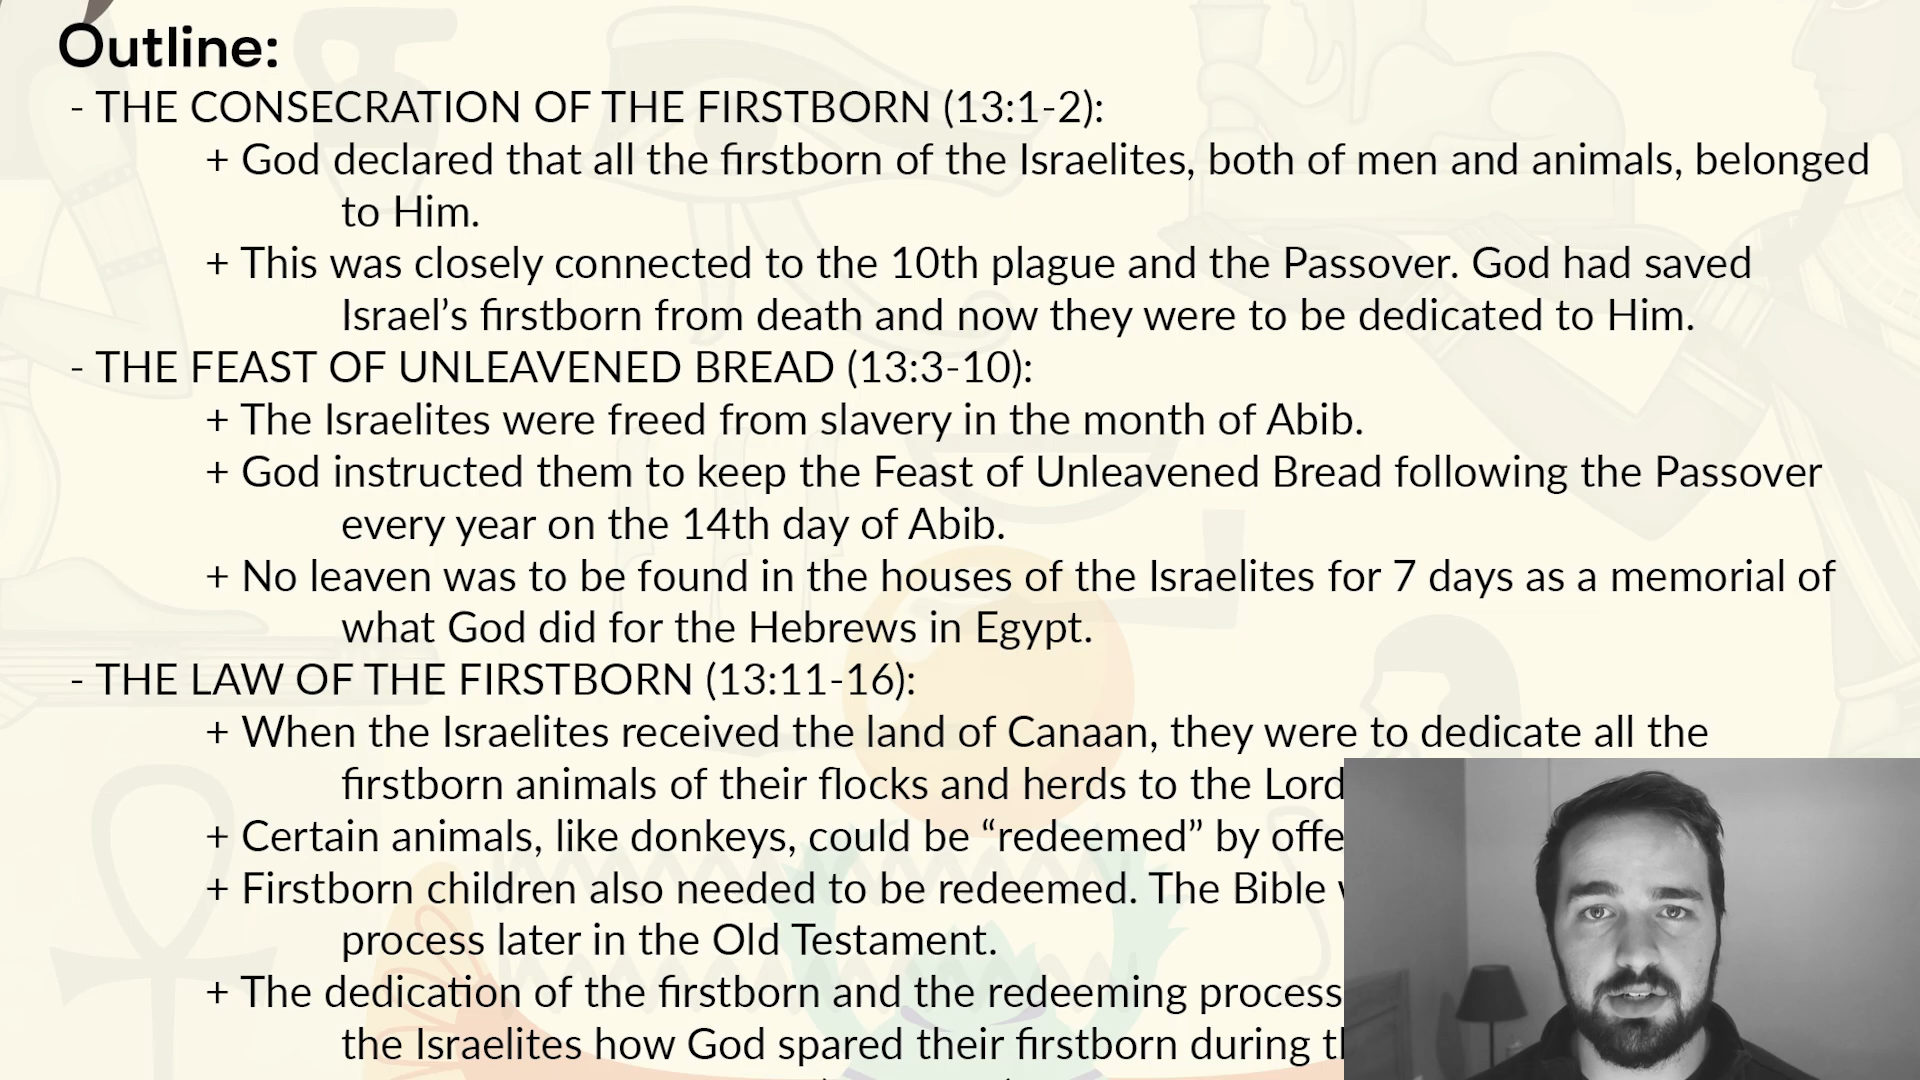 Outline:
- THE CONSECRATION OF THE FIRSTBORN (13:1-2):
+ God declared that all the firstborn of the Israelites, both of men and animals, belonged
to Him.
+ This was closely connected to the 10th plague and the Passover. God had saved
Israel’s firstborn from death and now they were to be dedicated to Him.
- THE FEAST OF UNLEAVENED BREAD (13:3-10):
+ The Israelites were freed from slavery in the month of Abib.
+ God instructed them to keep the Feast of Unleavened Bread following the Passover
every year on the 14th day of Abib.
+ No leaven was to be found in the houses of the Israelites for 7 days as a memorial of
what God did for the Hebrews in Egypt.
- THE LAW OF THE FIRSTBORN (13:11-16):
+ When the Israelites received the land of Canaan, they were to dedicate all the
firstborn animals of their flocks and herds to the Lord
+ Certain animals, like donkeys, could be “redeemed” by
+ Firstborn children also needed to be redeemed. The Bible
process later in the Old Testament.
+ The dedication of the firstborn and the redeeming process
the Israelites how God spared their firstborn during